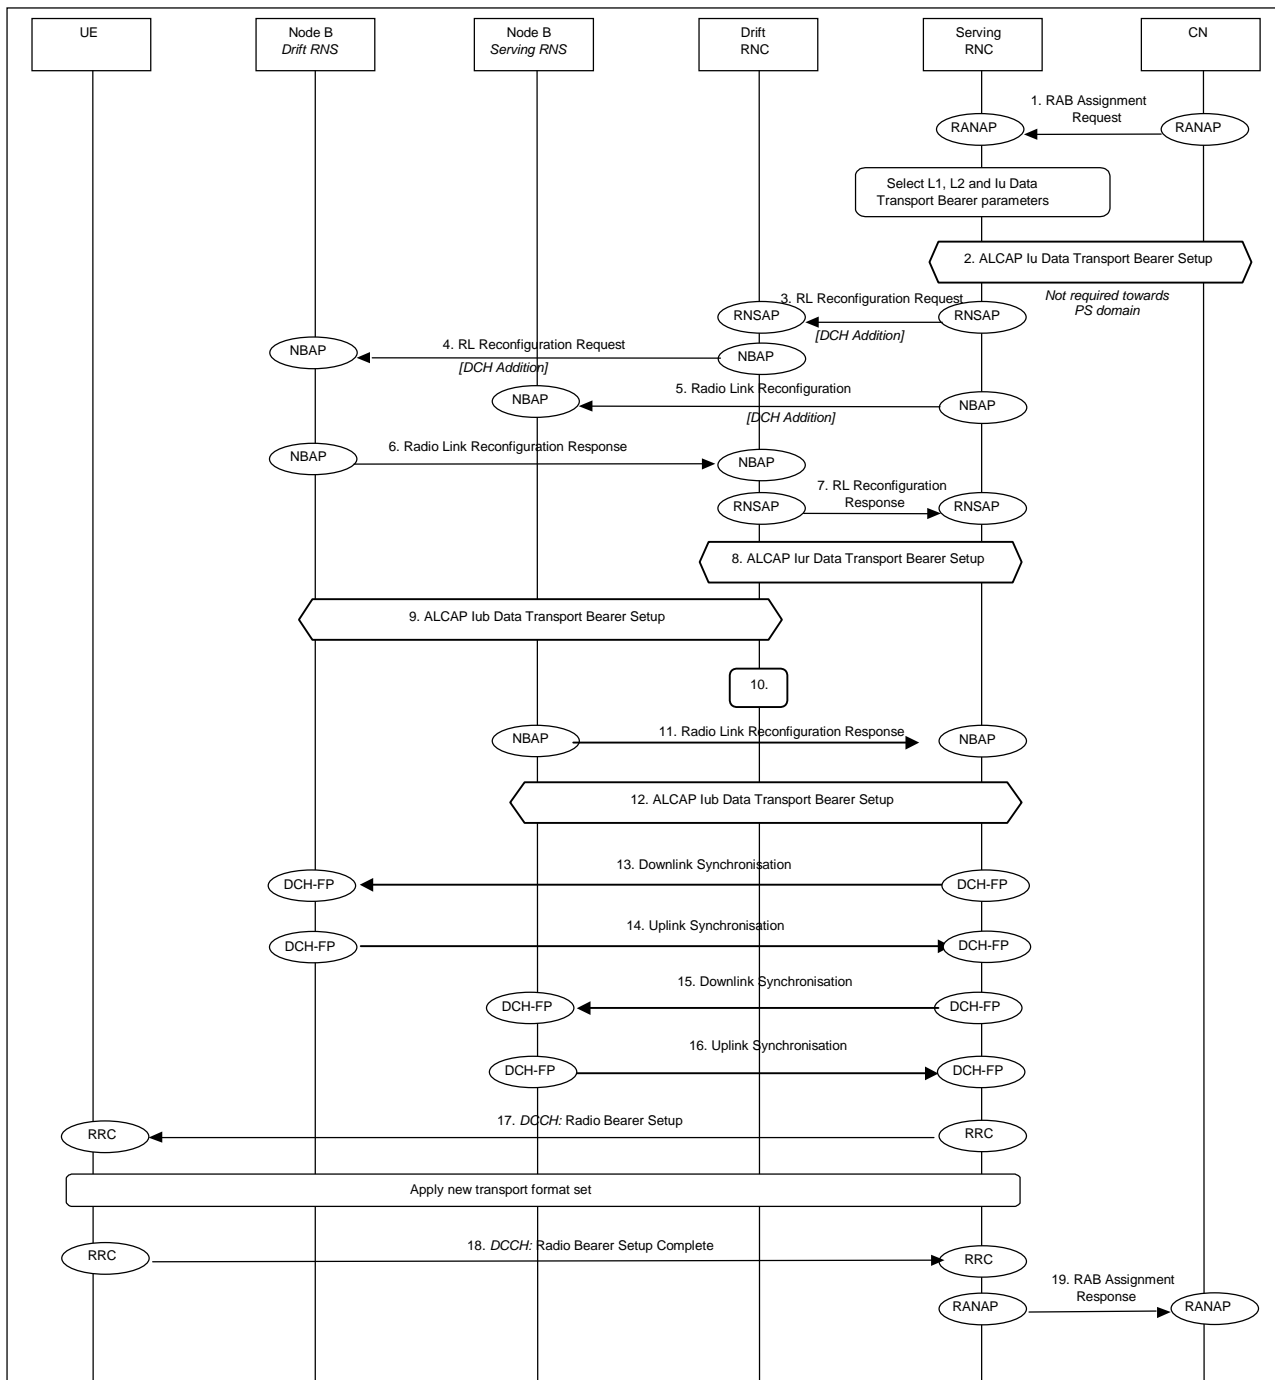 UE
Node B
Drift RNS
Node B
Serving RNS
Drift
RNC
Serving
RNC
CN
1. RAB Assignment
Request
RANAP
RANAP
Select L1, L2 and Iu Data
Transport Bearer parameters
2. ALCAP Iu Data Transport Bearer Setup
Not required towards
PS domain
3. RL Reconfiguration Request
RNSAP
RNSAP
[DCH Addition]
4. RL Reconfiguration Request
NBAP
NBAP
[DCH Addition]
5. Radio Link Reconfiguration
NBAP
NBAP
[DCH Addition]
6. Radio Link Reconfiguration Response
NBAP
NBAP
7. RL Reconfiguration
Response
RNSAP
RNSAP
8. ALCAP Iur Data Transport Bearer Setup
9. ALCAP Iub Data Transport Bearer Setup
10.
11. Radio Link Reconfiguration Response
NBAP
NBAP
12. ALCAP Iub Data Transport Bearer Setup
13. Downlink Synchronisation
DCH-FP
DCH-FP
14. Uplink Synchronisation
DCH-FP
DCH-FP
15. Downlink Synchronisation
DCH-FP
DCH-FP
16. Uplink Synchronisation
DCH-FP
DCH-FP
17. DCCH: Radio Bearer Setup
RRC
RRC
Apply new transport format set
18. DCCH: Radio Bearer Setup Complete
RRC
RRC
19. RAB Assignment
Response
RANAP
RANAP